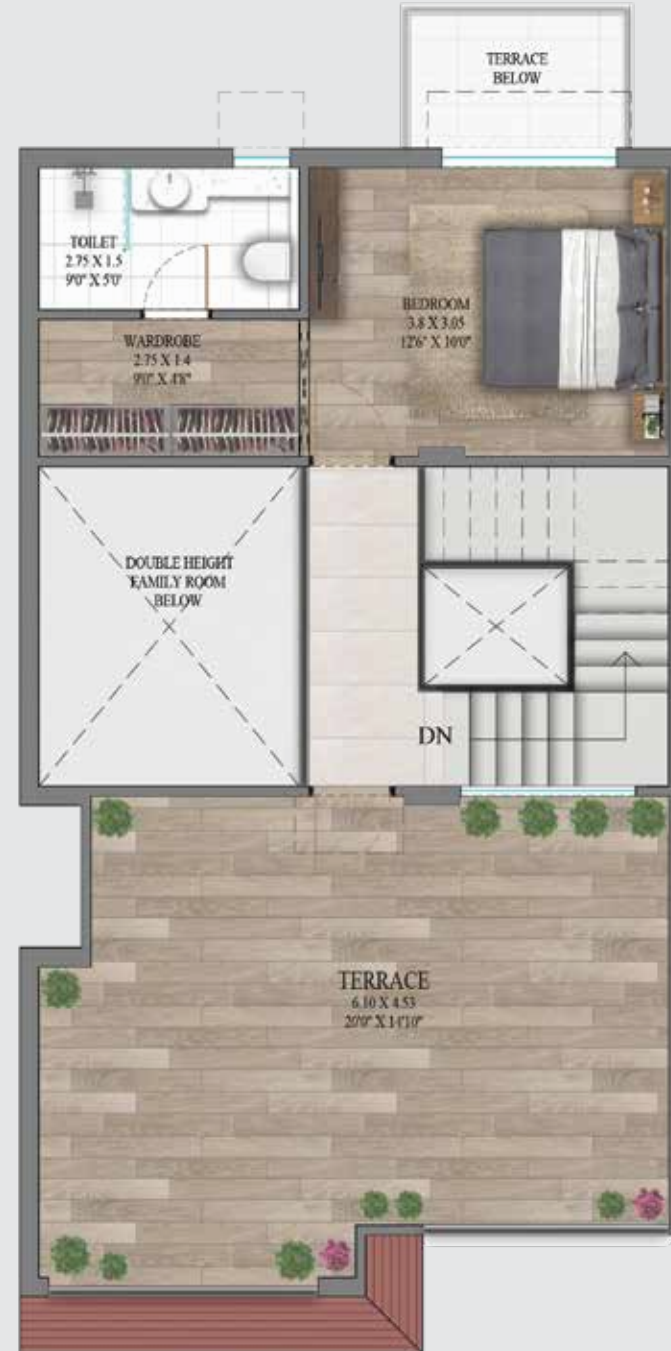 TERRACE
BELOW
TOILET
2.75 X 1.5
9'0" X 5'0"
BEDROOM
3.8 X 3.05
12'6" X 10'0"
WARDROBE
2.75 X 1.4
9'0" X 4'8"
DOUBLE HEIGHT
FAMILY ROOM
BELOW
DN
TERRACE
6.10 X 4.53
20'0" X 14'10"